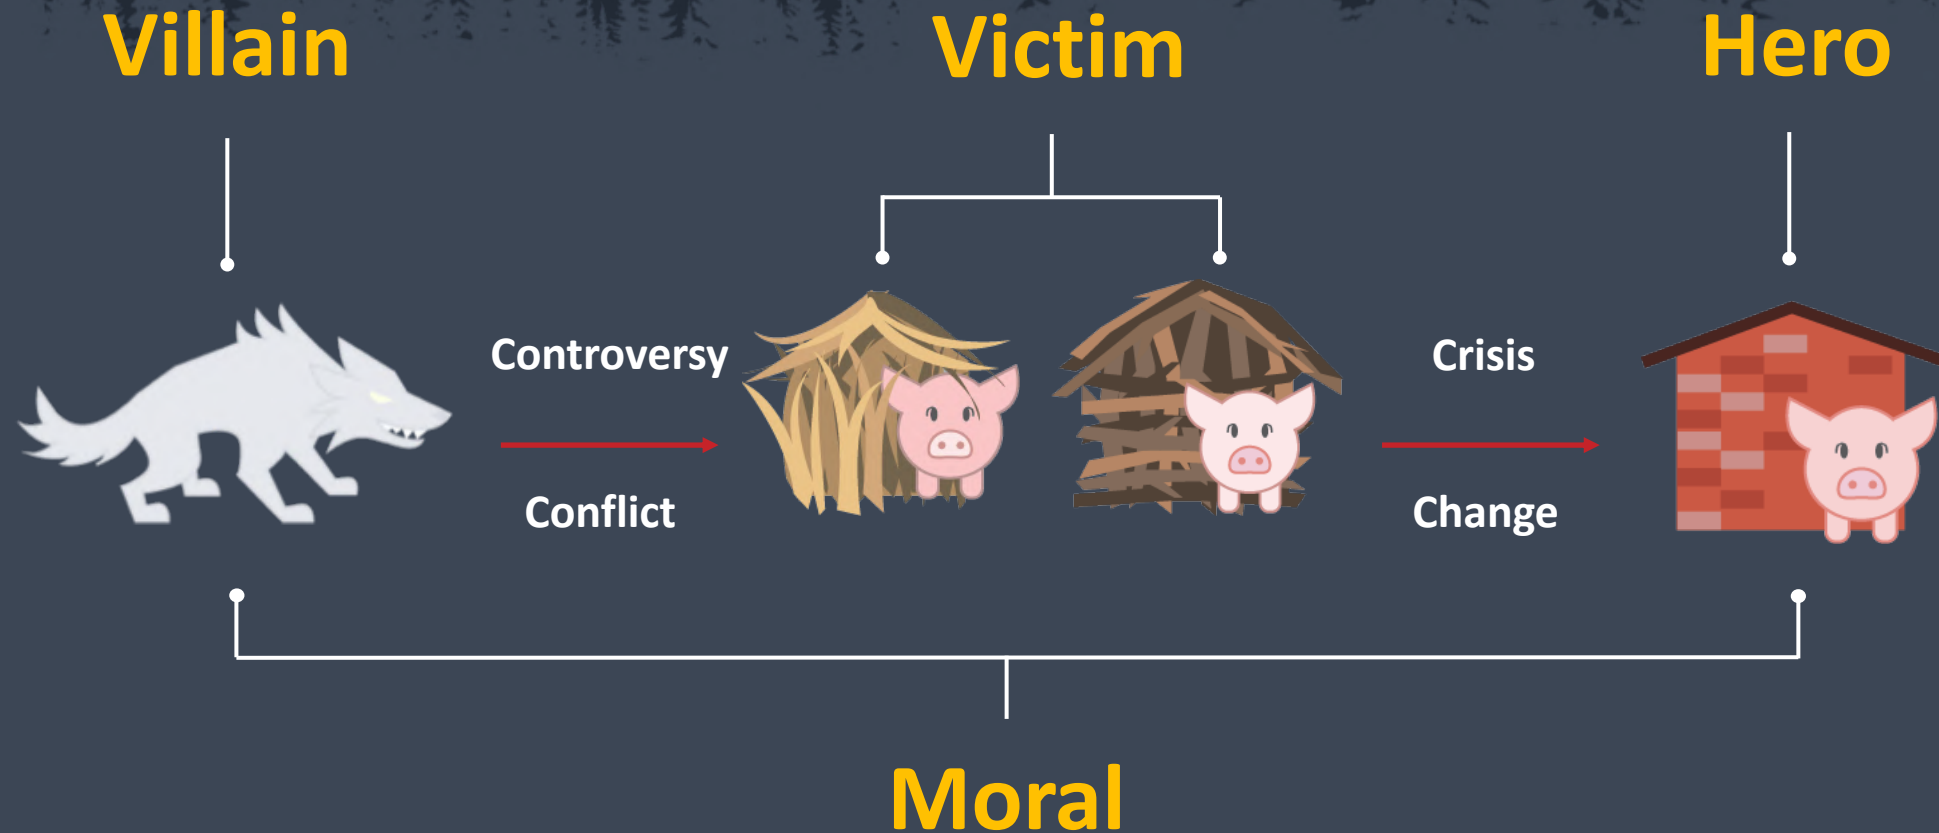 Villain
Victim
Hero
Controversy
Conflict
Crisis
Change
Moral